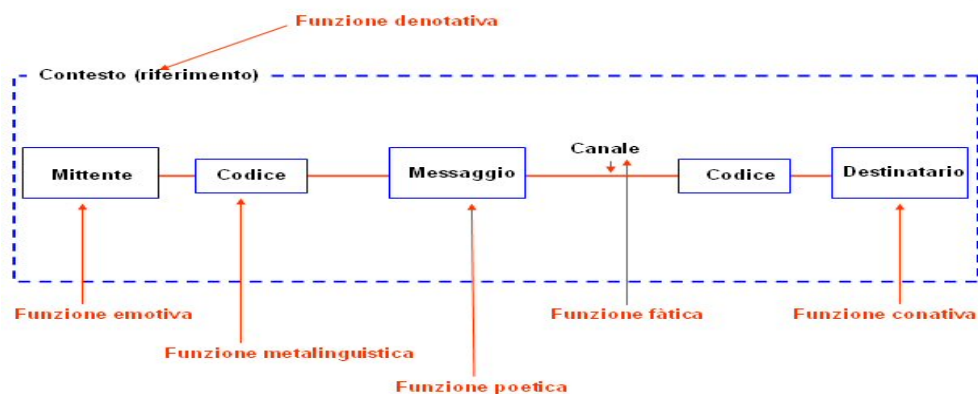 Funzione denotativa
Contesto (riferimento)
Canale
Mittente
Codice
Messaggio
Codice
Destinatario
Funzione emotiva
Funzione fàtica
Funzione conativa
Funzione metalinguistica
Funzione poetica